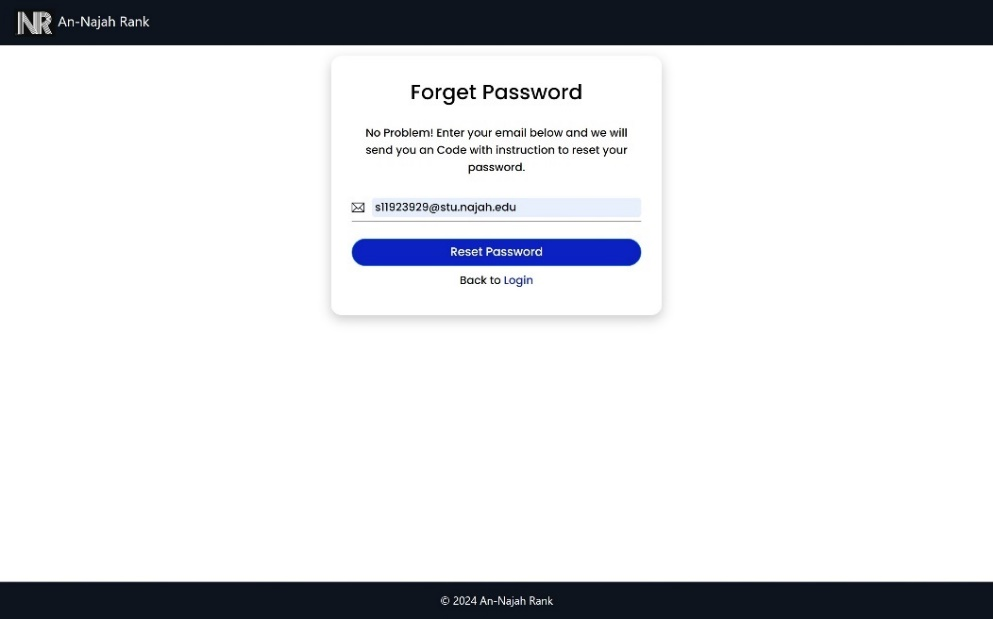 NR An-Najah Rank
Forget Password
No Problem! Enter your email below and we will
send you an Code with instruction to reset your
password.
s11923929@stu.najah.edu
Reset Password
Back to Login
© 2024 An-Najah Rank